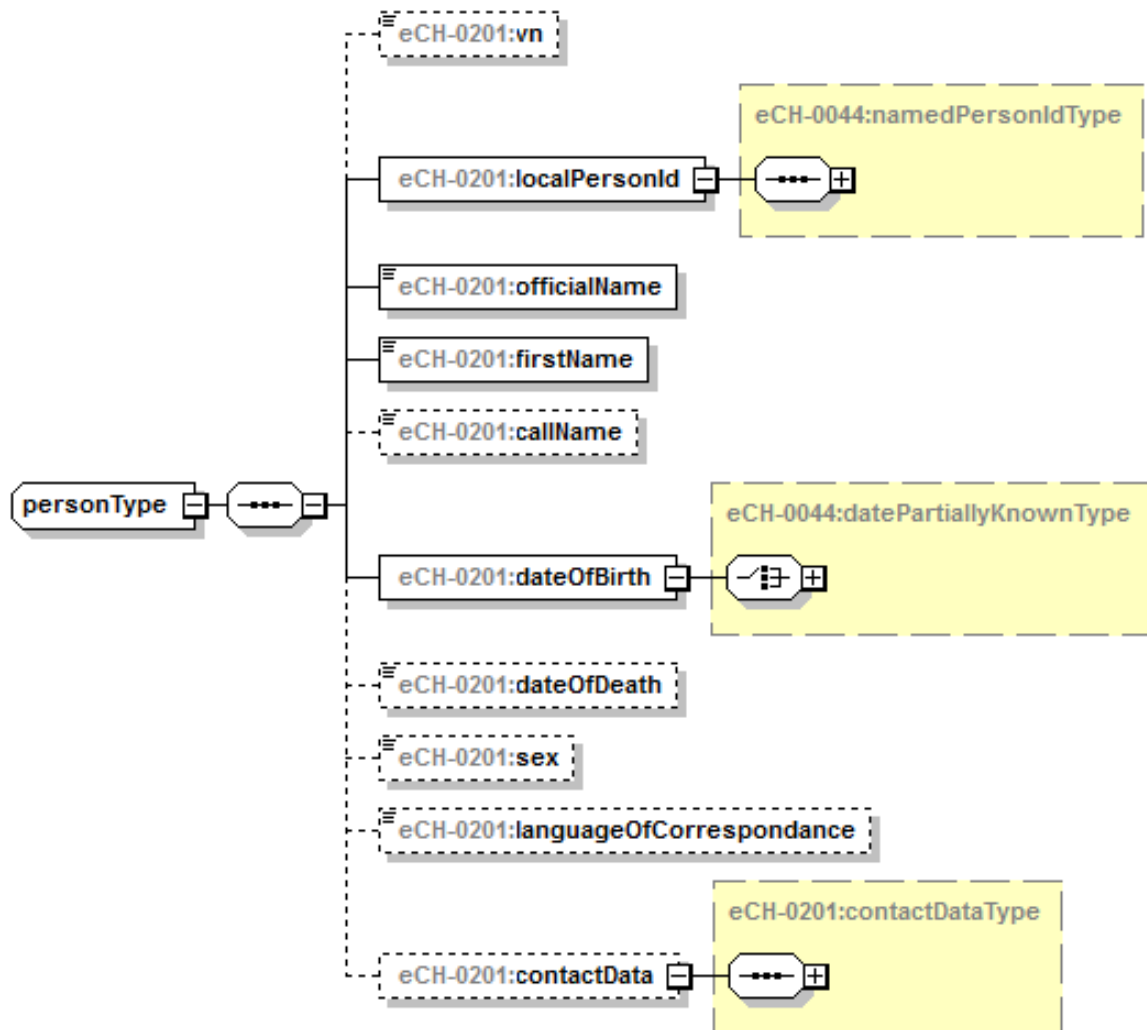 eCH-0201:vn
eCH-0044:namedPersonIdType
eCH-0201:localPersonId
eCH-0201:officialName
eCH-0201:firstName
eCH-0201:callName
personType
eCH-0044:datePartiallyKnownType
eCH-0201:dateOfBirth
eCH-0201:dateOfDeath
eCH-0201:sex
eCH-0201:languageOfCorrespondance
eCH-0201:contactDataType
eCH-0201:contactData